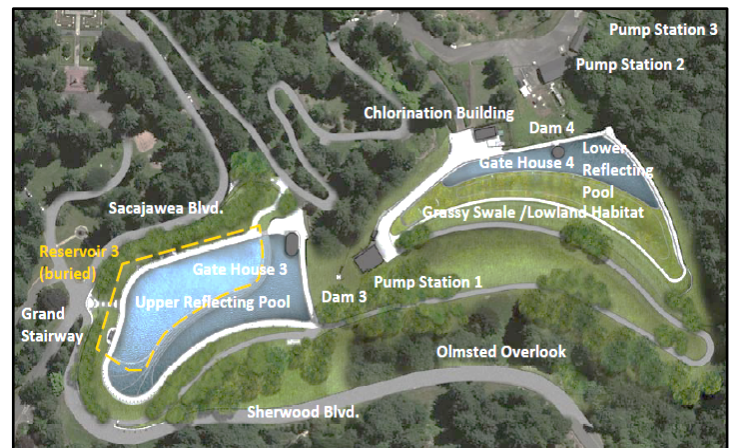 Pump Station 3
Pump Station 2
Chlorination Building
Dam 4
Lower
Gate House 4
Reflecting
Pool
Sacajawea Blvd.
Grassy Swale /Lowland Habitat
Reservoir 3
(buried)
Gate House 3
Pump Station 1
Upper Reflecting Pool
Dam 3
Grand
Stairway
Olmsted Overlook
Sherwood Blvd.